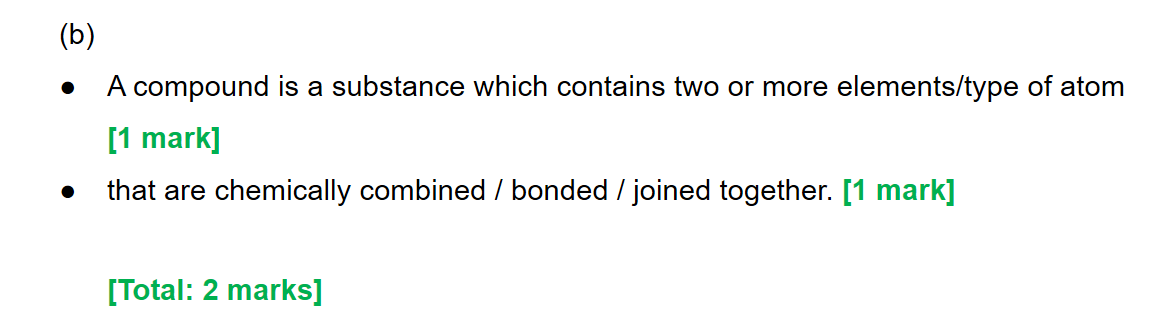 (b)
● A compound is a substance which contains two or more elements/type of atom
[1 mark]
● that are chemically combined / bonded / joined together. [1 mark]
[Total: 2 marks]